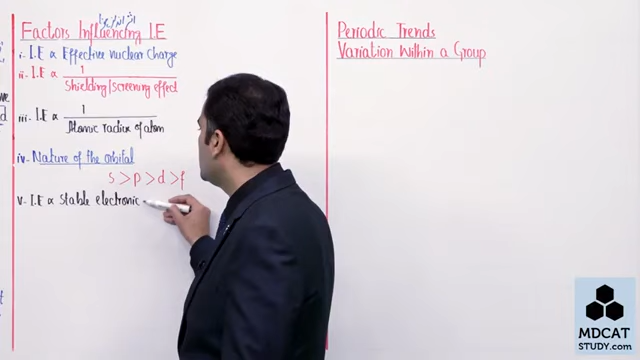 Factors Influencing I.E
i- I.E ∝ Effective nuclear charge
ii- I.E ∝ 1
Shielding/screening effect
iii- I.E ∝ 1
Atomic radius of atom
iv- Nature of the orbital
s > p > d > f
v- I.E ∝ Stable electronic
Periodic Trends
Variation Within a Group
MDCAT
STUDY.com